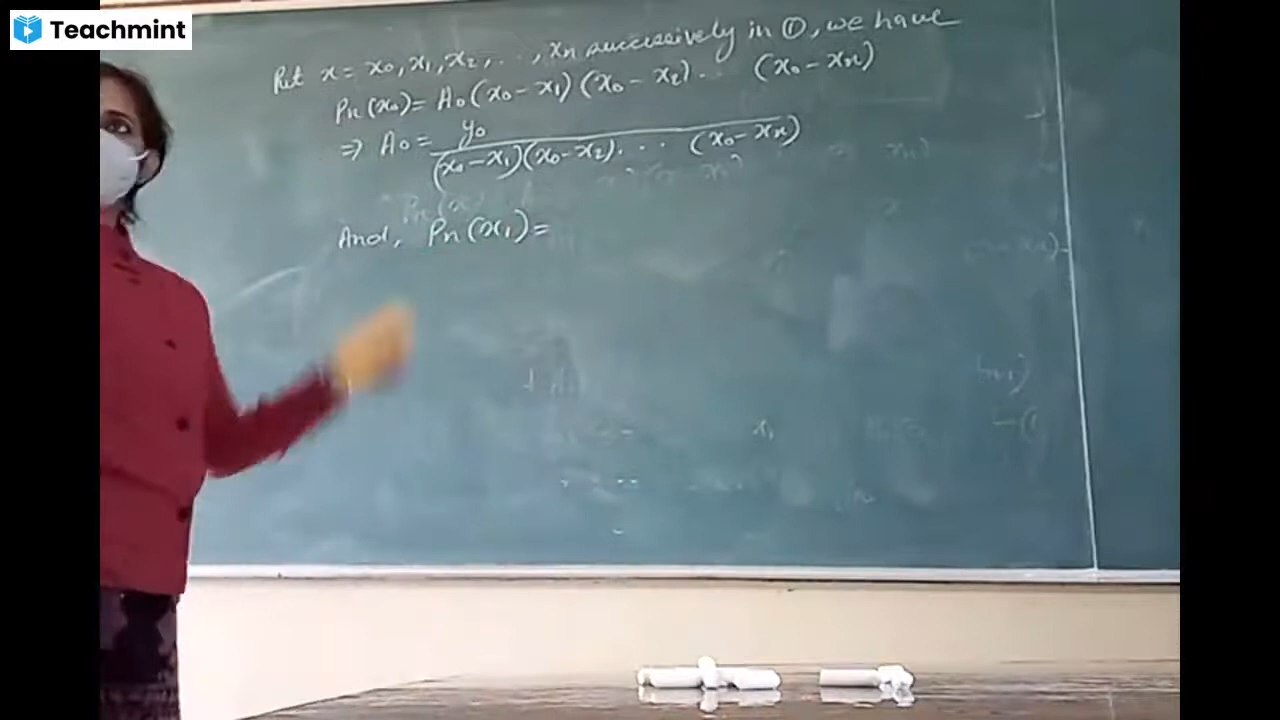 Teachmint
Put x = x₀, x₁, x₂, ..., xₙ successively in ①, we have
Pₙ(x₀) = A₀(x₀-x₁)(x₀-x₂)... (x₀-xₙ)
⇒ A₀ = y₀
(x₀-x₁)(x₀-x₂)... (x₀-xₙ)
And, Pₙ(x₁) =